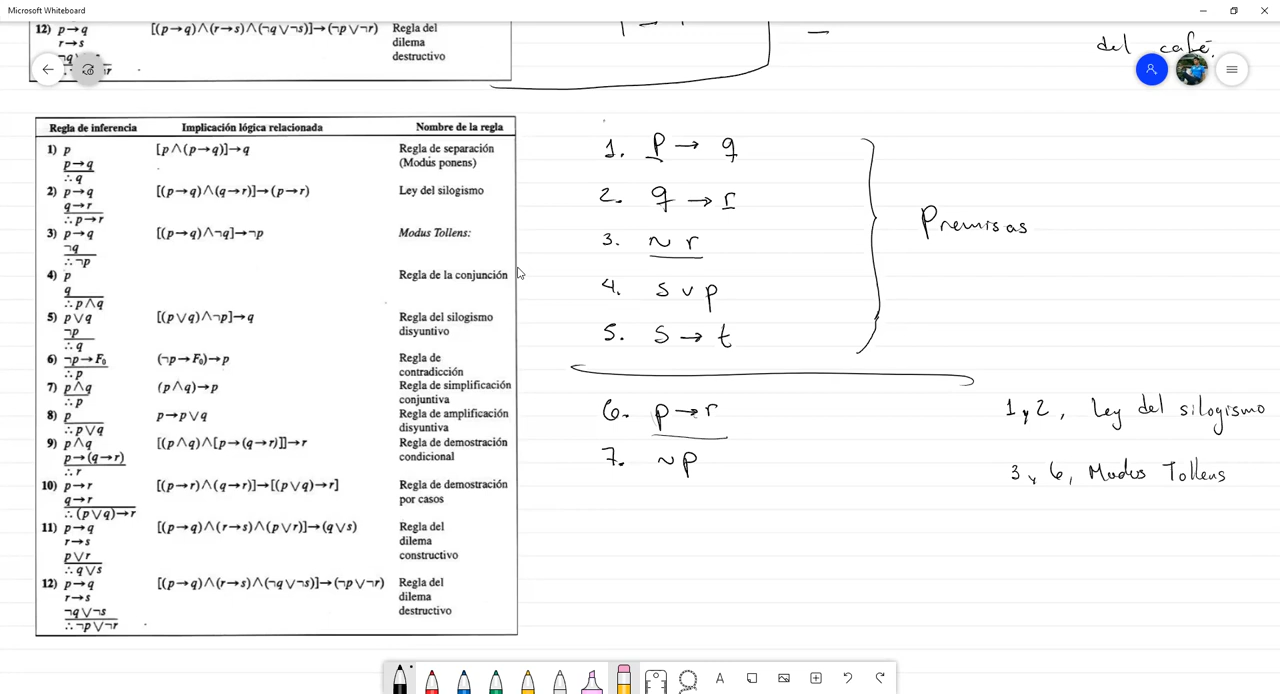 Microsoft Whiteboard
12) p→q [(p→q)∧(r→s)∧(¬q∨¬s)]→(¬p∨¬r) Regla del
r→s dilema
destructivo
del café.
Regla de inferencia Implicación lógica relacionada Nombre de la regla
1) p [p∧(p→q)]→q Regla de separación
p→q (Modus ponens)
∴q
2) p→q [(p→q)∧(q→r)]→(p→r) Ley del silogismo
q→r
∴p→r
3) p→q [(p→q)∧¬q]→¬p Modus Tollens:
¬q
∴¬p
4) p Regla de la conjunción
q
∴p∧q
5) p∨q [(p∨q)∧¬p]→q Regla del silogismo
¬p disyuntivo
∴q
6) ¬p→F₀ (¬p→F₀)→p Regla de
∴p contradicción
7) p∧q (p∧q)→p Regla de simplificación
∴p conjuntiva
8) p p→p∨q Regla de amplificación
∴p∨q disyuntiva
9) p∧q [(p∧q)∧[p→(q→r)]]→r Regla de demostración
p→(q→r) condicional
∴r
10) p→r [(p→r)∧(q→r)]→[(p∨q)→r] Regla de demostración
q→r por casos
∴(p∨q)→r
11) p→q [(p→q)∧(r→s)∧(p∨r)]→(q∨s) Regla del
r→s dilema
p∨r constructivo
∴q∨s
12) p→q [(p→q)∧(r→s)∧(¬q∨¬s)]→(¬p∨¬r) Regla del
r→s dilema
¬q∨¬s destructivo
∴¬p∨¬r
1. p → q
2. q → r
3. ~ r
4. s v p
5. s → t
Premisas
6. p → r 1 y 2, Ley del silogismo
7. ~p 3 y 6, Modus Tollens
A